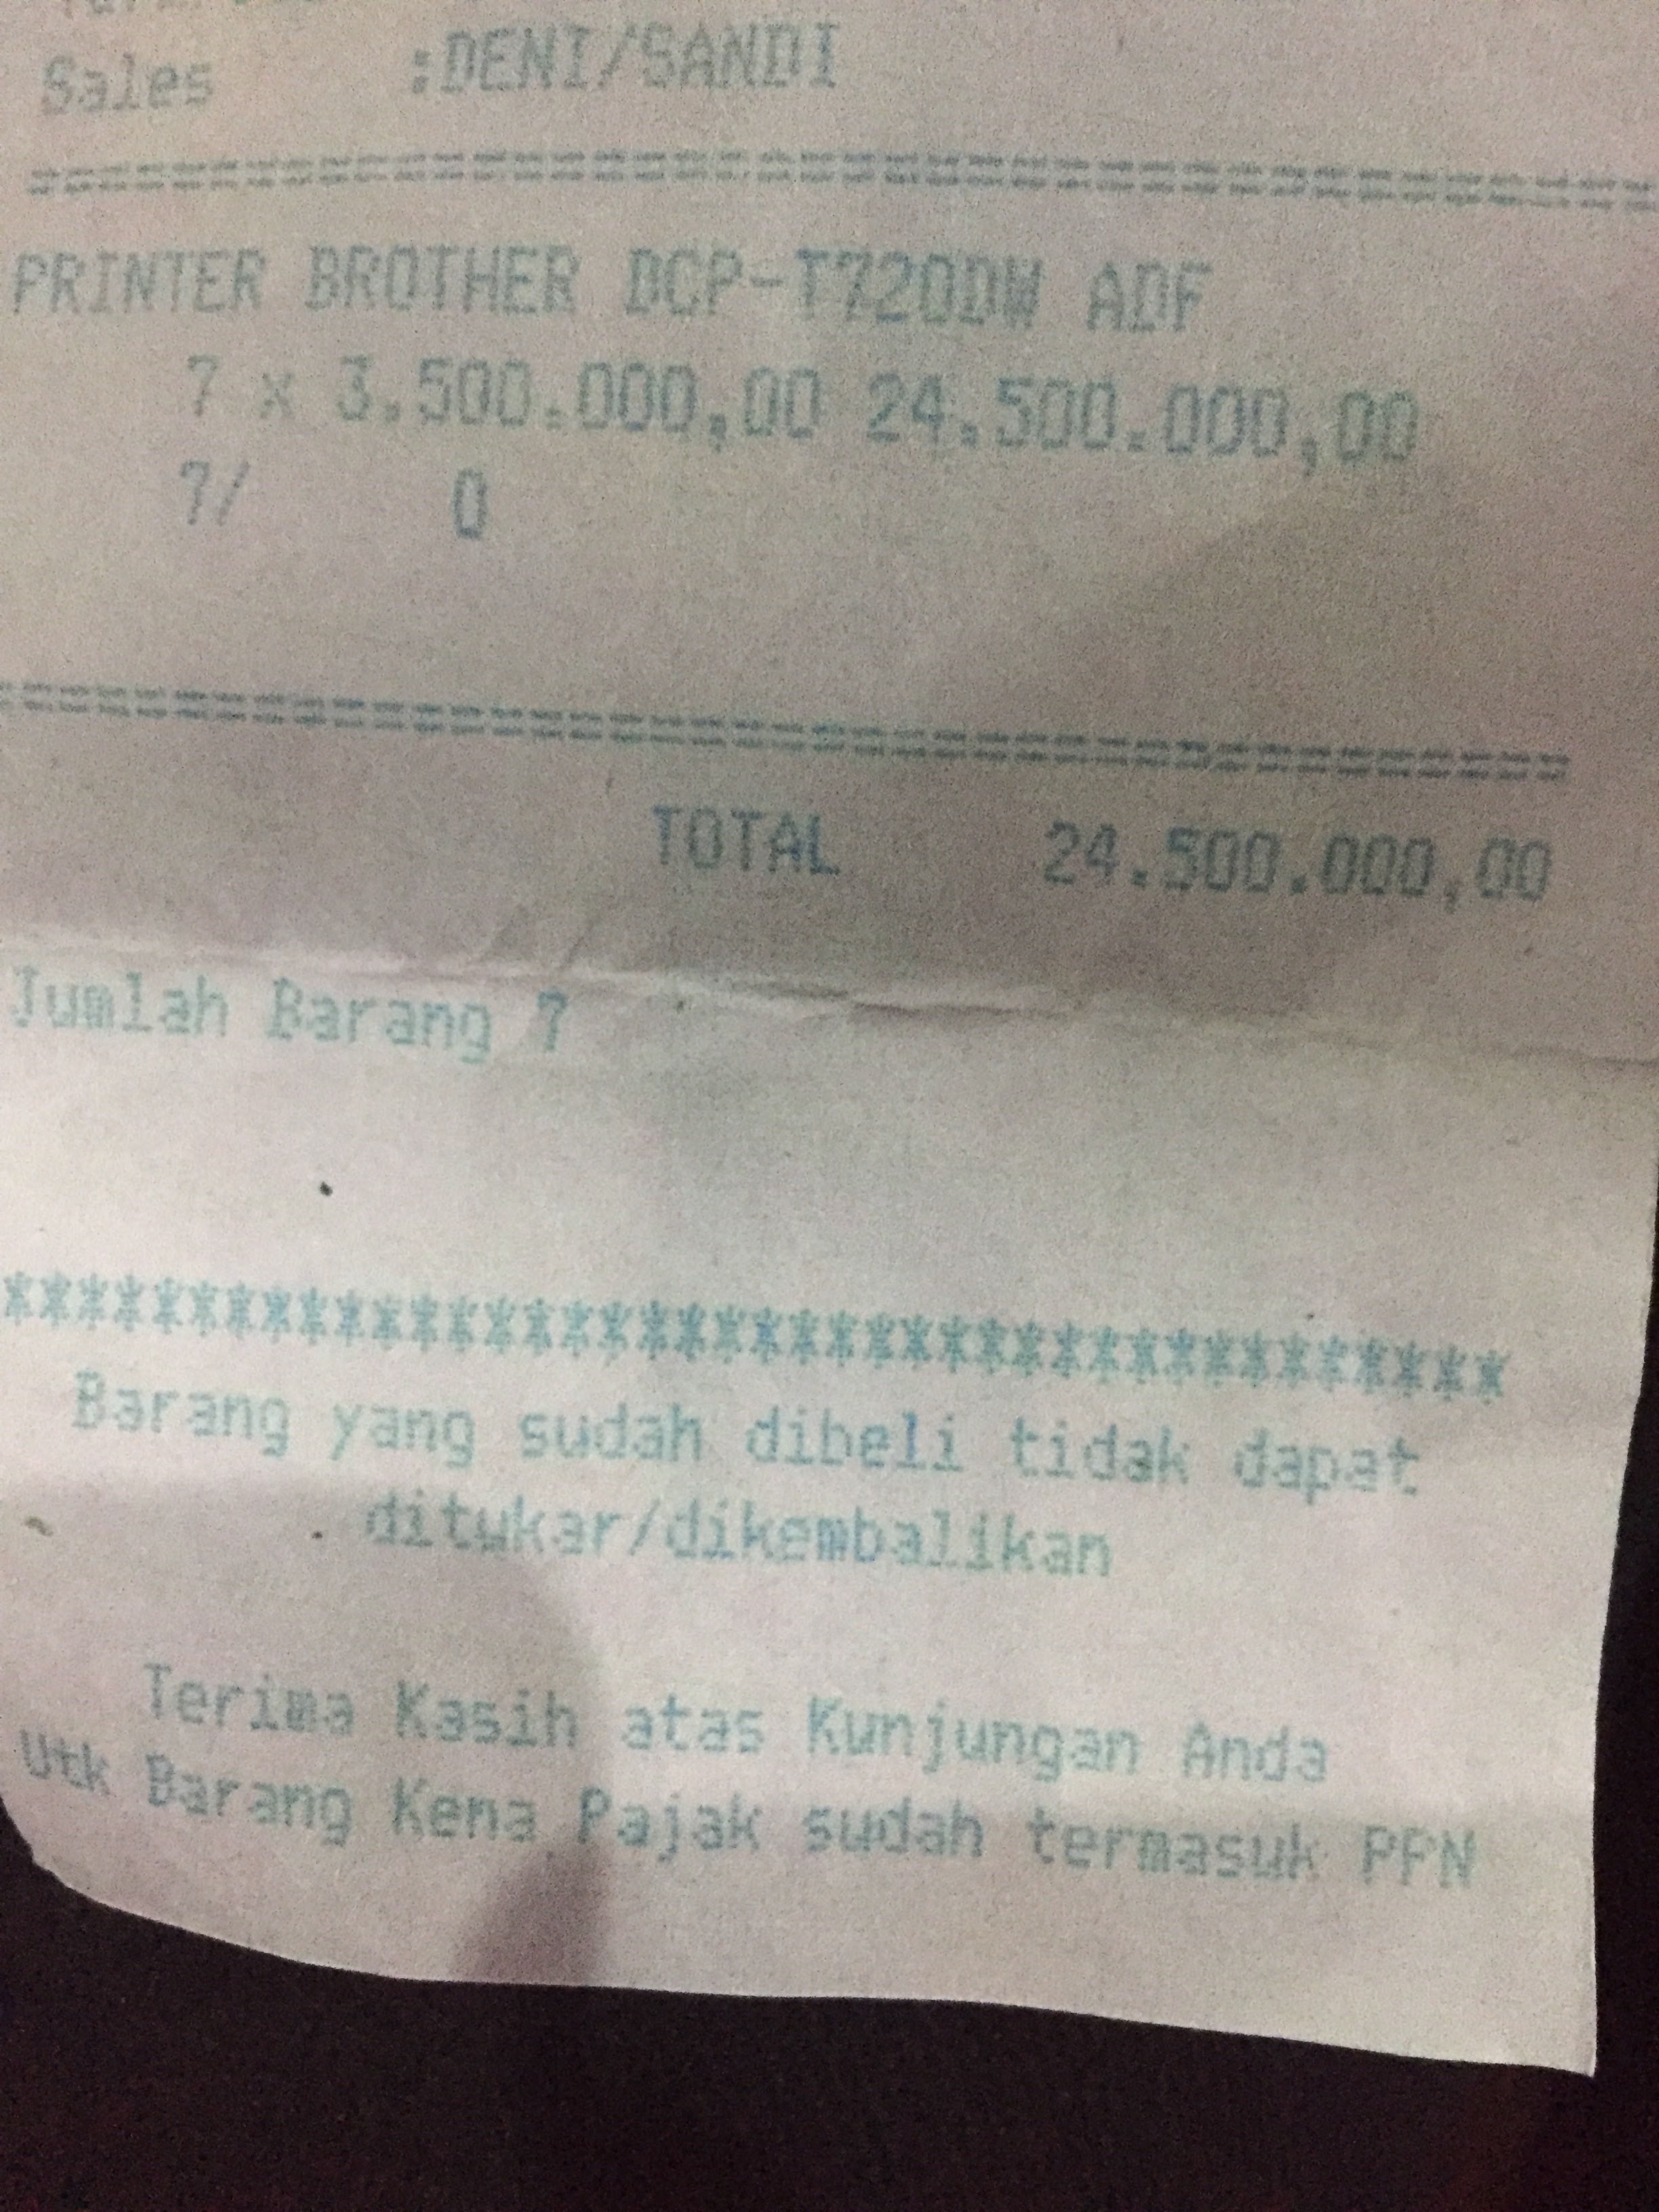 Sales :DENI/SANDI
================================================
PRINTER BROTHER DCP-T720DW ADF
7 x 3.500.000,00 24.500.000,00
7/ 0
========================================
TOTAL 24.500.000,00
Jumlah Barang 7
****************************************
Barang yang sudah dibeli tidak dapat
ditukar/dikembalikan
Terima Kasih atas Kunjungan Anda
Utk Barang Kena Pajak sudah termasuk PPN